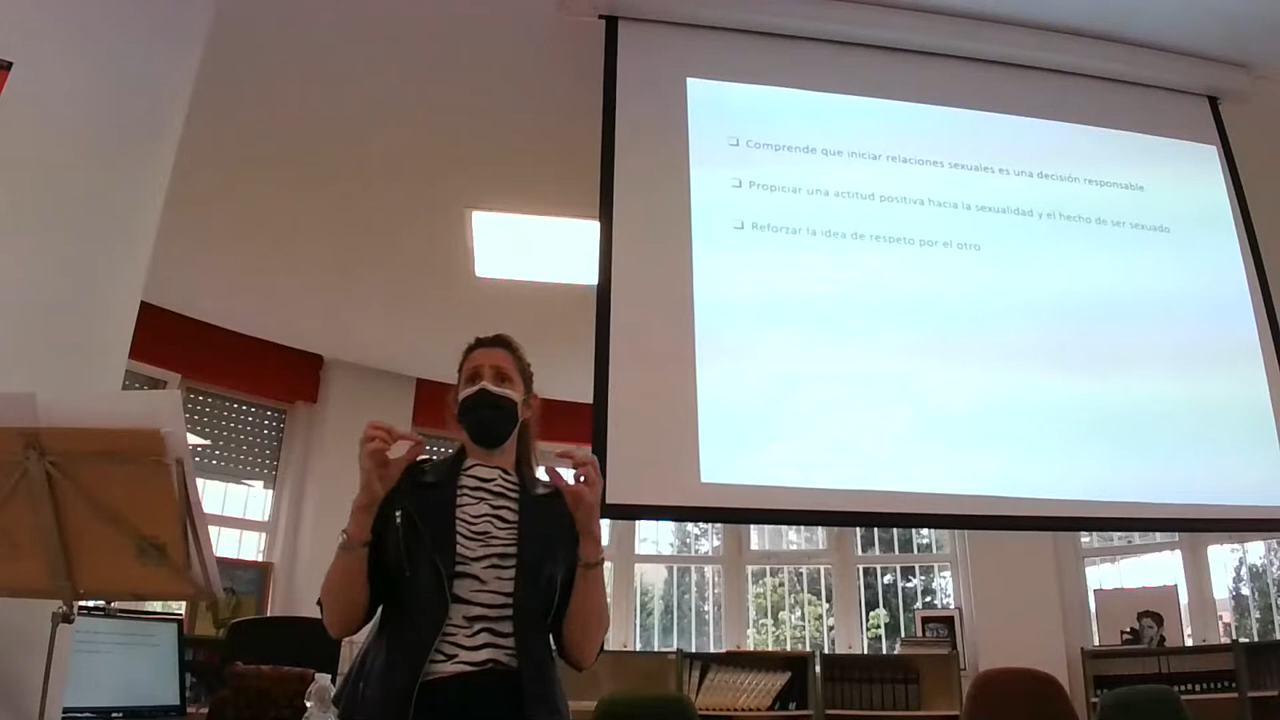 ❑ Comprende que iniciar relaciones sexuales es una decisión responsable.
❑ Propiciar una actitud positiva hacia la sexualidad y el hecho de ser sexuado
❑ Reforzar la idea de respeto por el otro